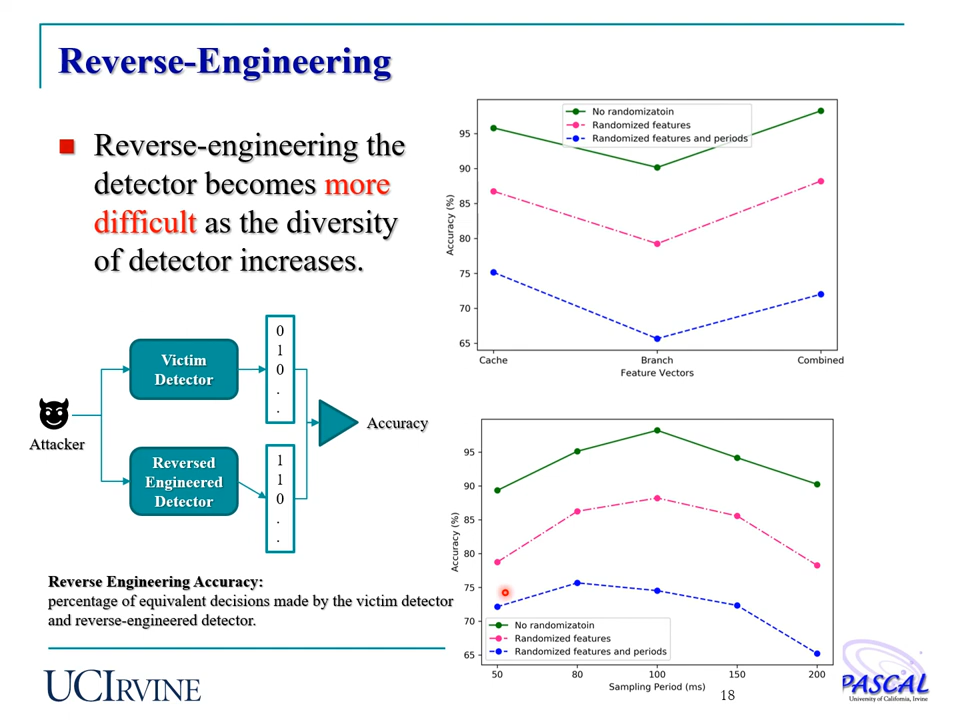 Reverse-Engineering
Reverse-engineering the
detector becomes more
difficult as the diversity
of detector increases.
Attacker
Victim
Detector
Reversed
Engineered
Detector
0
1
0
.
.
1
1
0
.
.
Accuracy
Reverse Engineering Accuracy:
percentage of equivalent decisions made by the victim detector
and reverse-engineered detector.
No randomizatoin
Randomized features
Randomized features and periods
Accuracy (%)
95
90
85
80
75
70
65
Cache Branch Combined
Feature Vectors
Accuracy (%)
95
90
85
80
75
70
65
No randomizatoin
Randomized features
Randomized features and periods
50 80 100 150 200
Sampling Period (ms)
UCIRVINE
18
PASCAL
University of California, Irvine